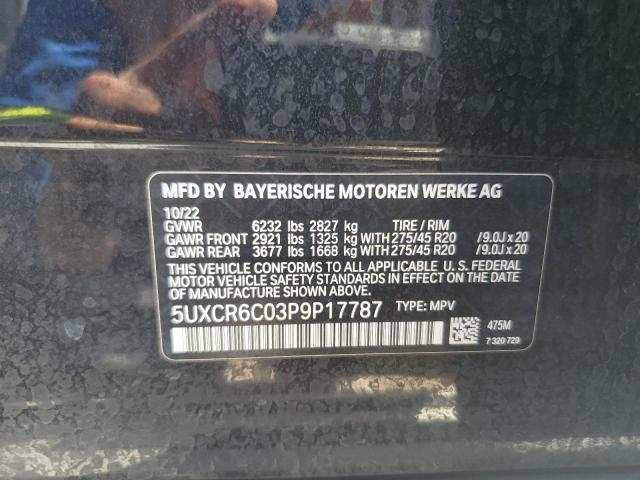 MFD BY BAYERISCHE MOTOREN WERKE AG
10/22
GVWR 6232 lbs 2827 kg TIRE / RIM
GAWR FRONT 2921 lbs 1325 kg WITH 275/45 R20 /9.0J x 20
GAWR REAR 3677 lbs 1668 kg WITH 275/45 R20 /9.0J x 20
THIS VEHICLE CONFORMS TO ALL APPLICABLE U. S. FEDERAL
MOTOR VEHICLE SAFETY STANDARDS IN EFFECT ON THE DATE
OF MANUFACTURE SHOWN ABOVE.
5UXCR6C03P9P17787 TYPE: MPV
475M
7 320 729